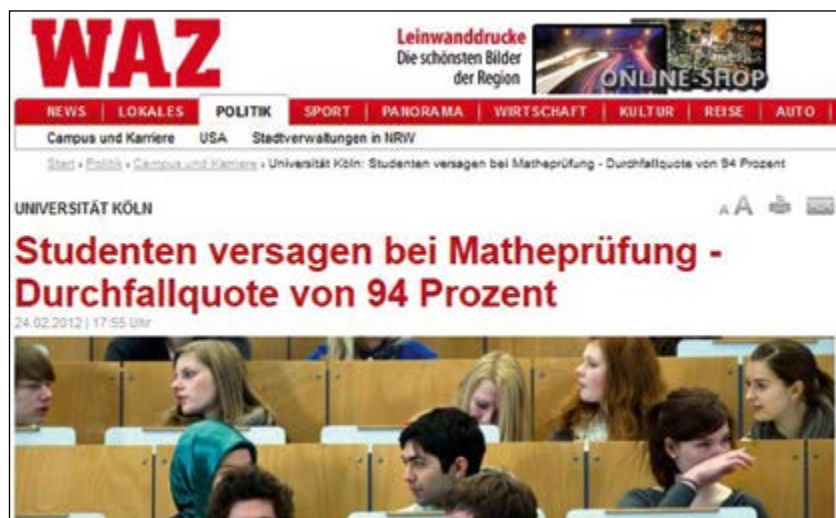 WAZ
Leinwanddrucke
Die schönsten Bilder
der Region
ONLINE-SHOP
NEWS | LOKALES | POLITIK | SPORT | PANORAMA | WIRTSCHAFT | KULTUR | REISE | AUTO
Campus und Karriere USA Stadtverwaltungen in NRW
Start › Politik › Campus und Karriere › Universität Köln: Studenten versagen bei Matheprüfung - Durchfallquote von 94 Prozent
UNIVERSITÄT KÖLN
A A
Studenten versagen bei Matheprüfung -
Durchfallquote von 94 Prozent
24.02.2012 | 17:55 Uhr